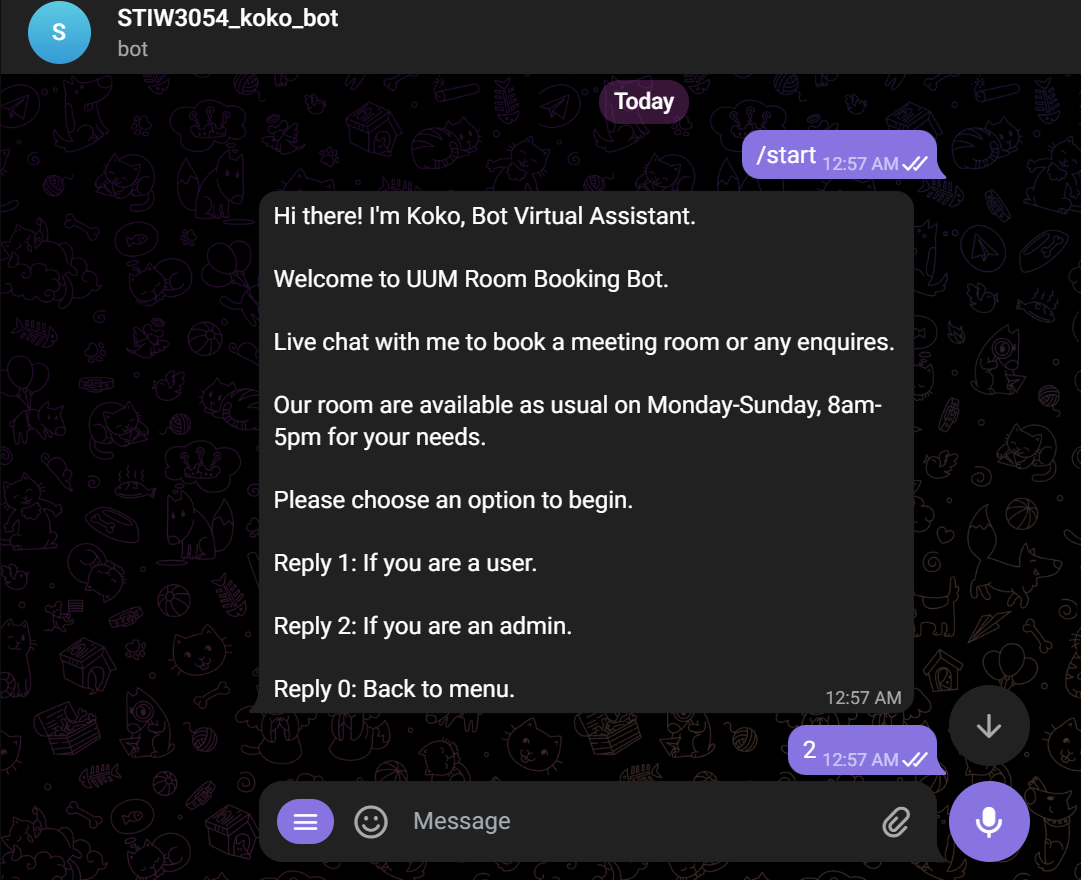 S
STIW3054_koko_bot
bot
Today
/start 12:57 AM
Hi there! I'm Koko, Bot Virtual Assistant.
Welcome to UUM Room Booking Bot.
Live chat with me to book a meeting room or any enquires.
Our room are available as usual on Monday-Sunday, 8am-
5pm for your needs.
Please choose an option to begin.
Reply 1: If you are a user.
Reply 2: If you are an admin.
Reply 0: Back to menu.
12:57 AM
2 12:57 AM
Message